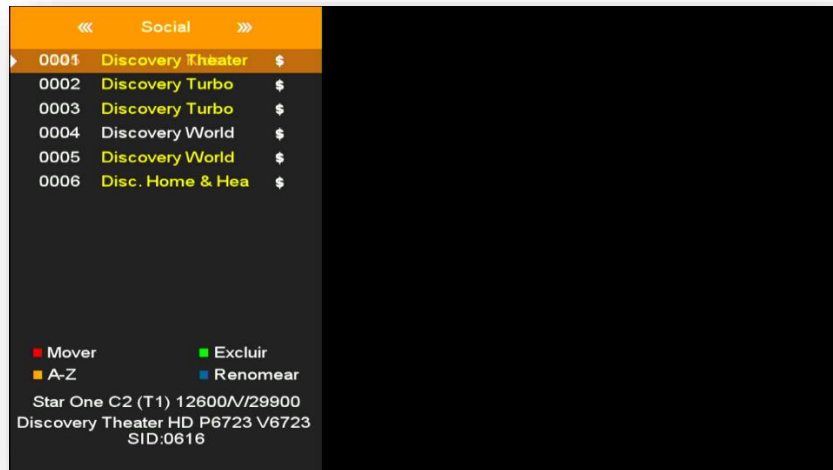 Social
0001 Discovery Theater $
0002 Discovery Turbo $
0003 Discovery Turbo $
0004 Discovery World $
0005 Discovery World $
0006 Disc. Home & Hea $
Mover Excluir
A-Z Renomear
Star One C2 (T1) 12600/V/29900
Discovery Theater HD P6723 V6723
SID:0616